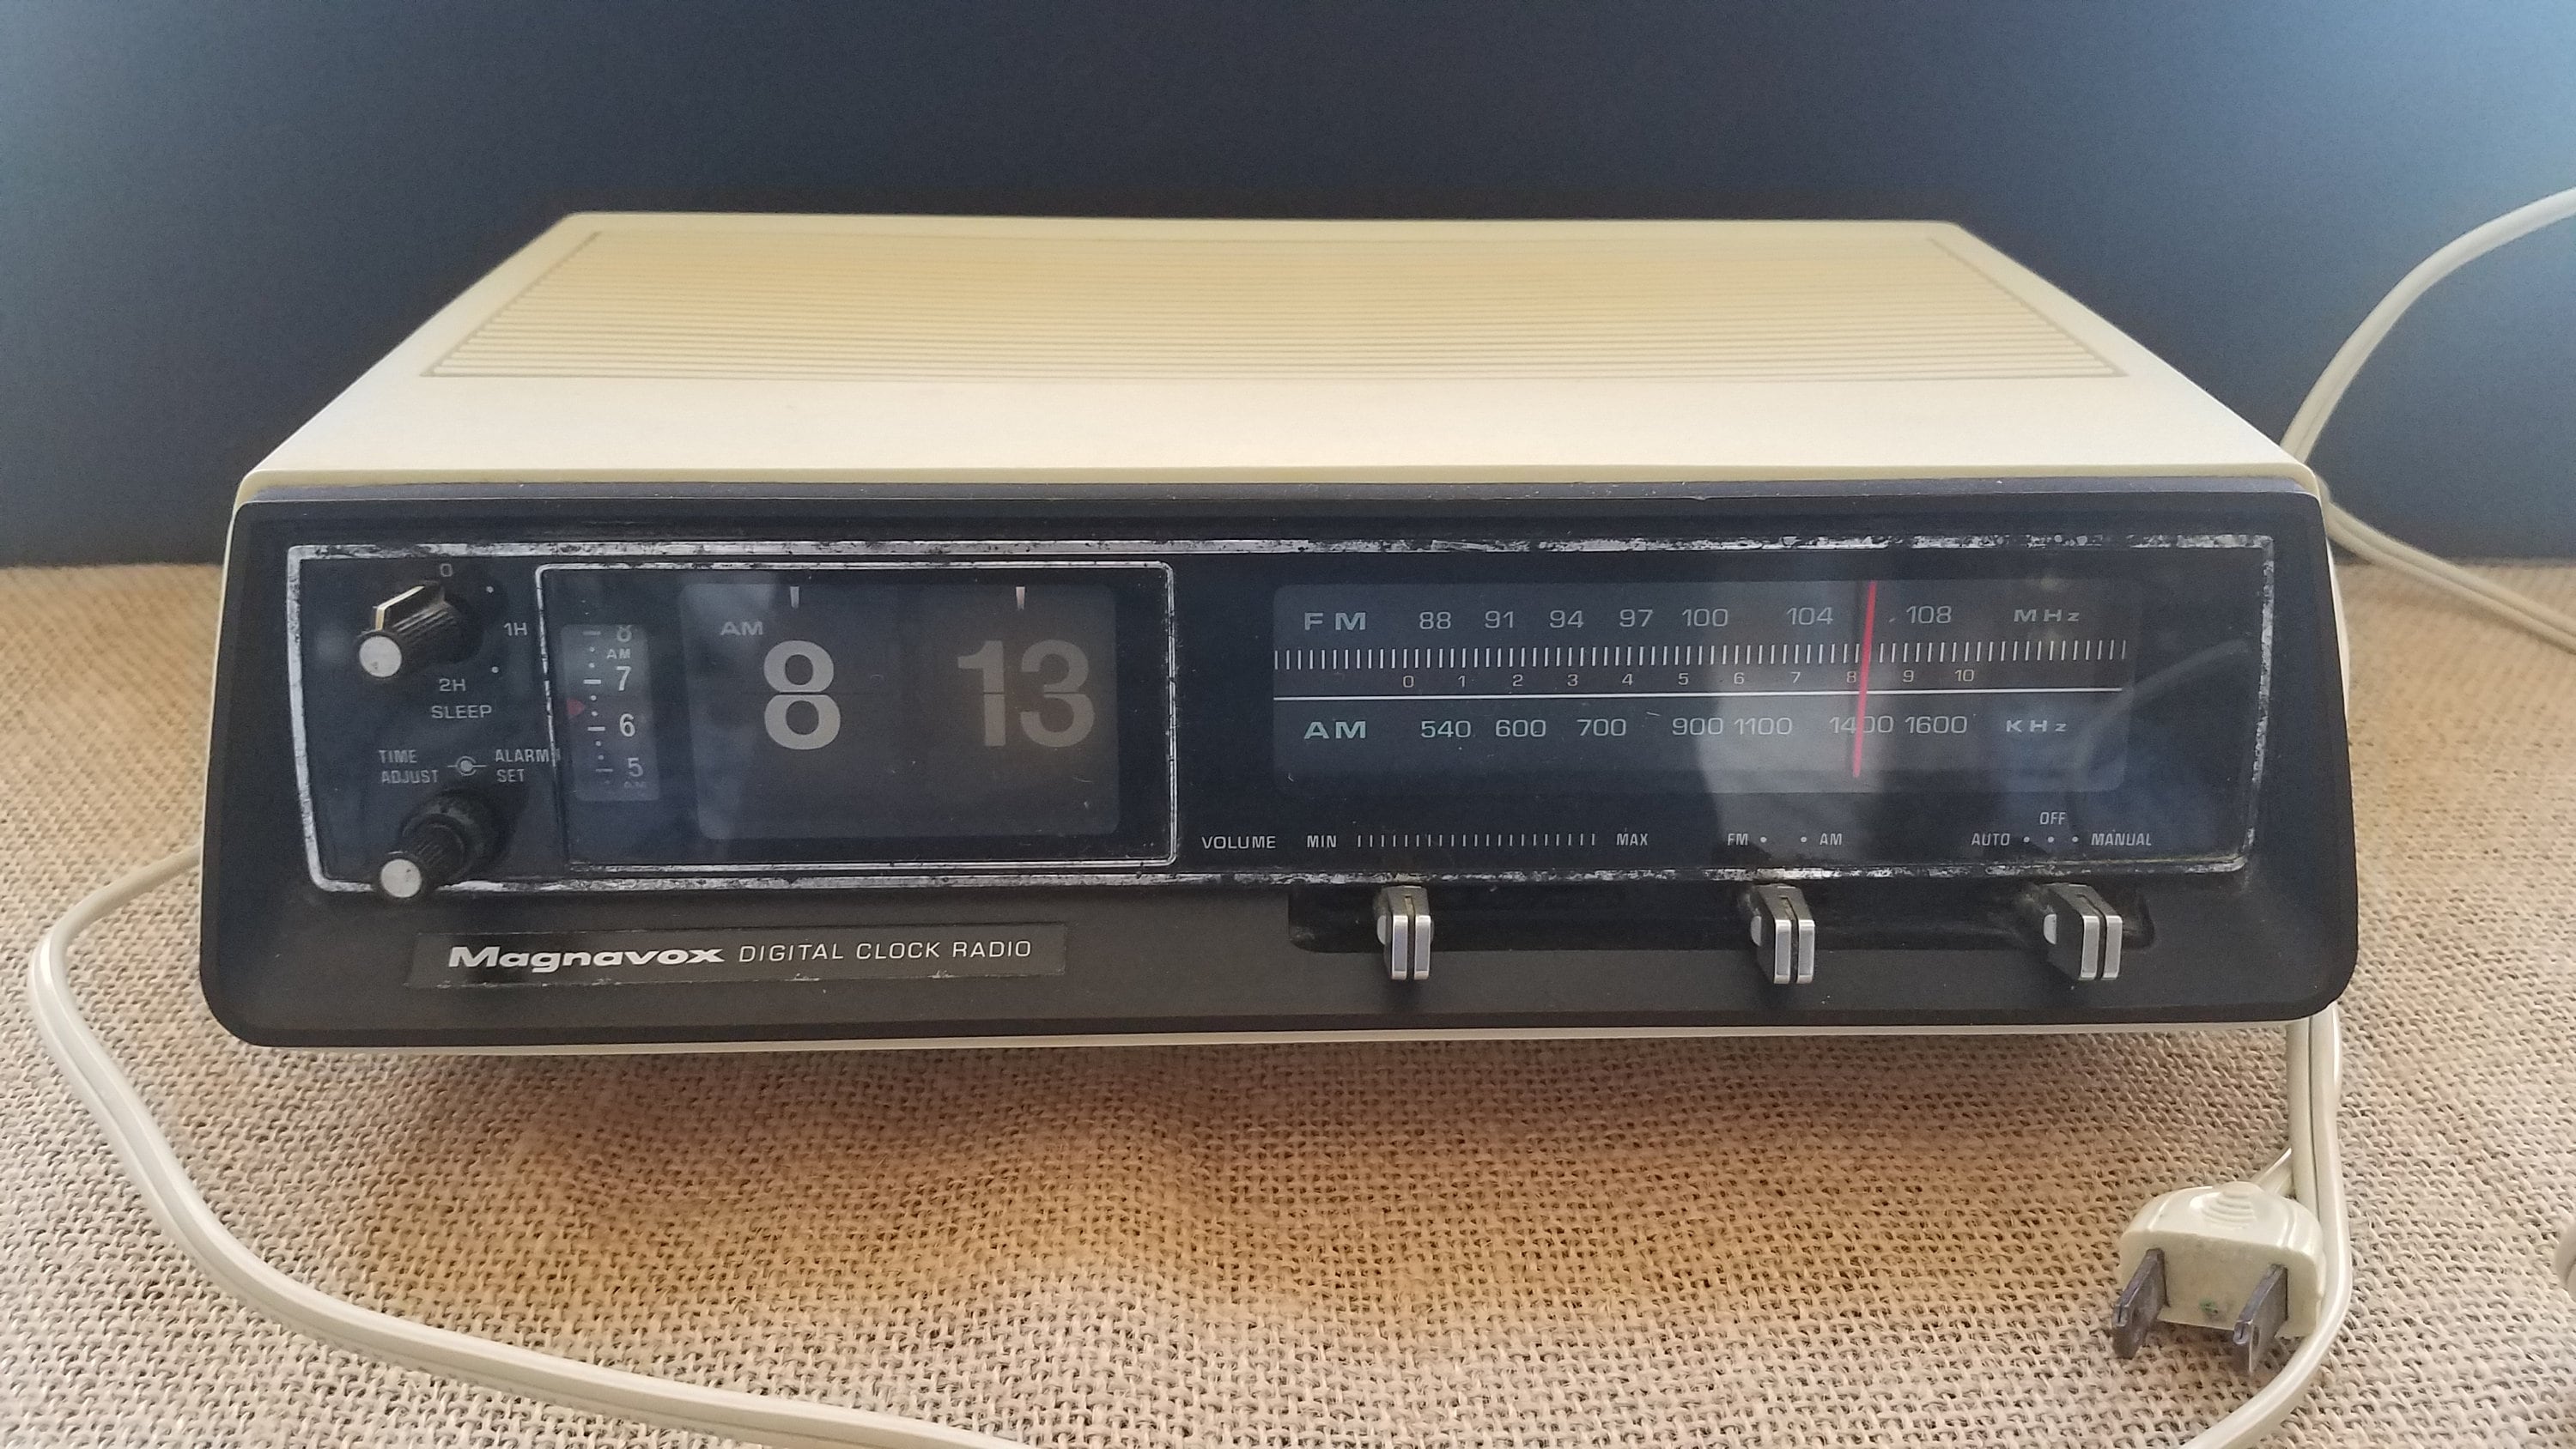 0
1H
2H
SLEEP
TIME ADJUST
ALARM SET
8
AM
7
6
5
AM
AM
8
13
FM 88 91 94 97 100 104 108 MHz
0 1 2 3 4 5 6 7 8 9 10
AM 540 600 700 900 1100 1400 1600 KHz
VOLUME MIN MAX
FM AM
OFF
AUTO MANUAL
Magnavox DIGITAL CLOCK RADIO